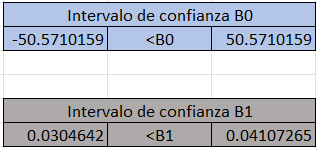 Intervalo de confianza B0
-50.5710159 <B0 50.5710159
Intervalo de confianza B1
0.0304642 <B1 0.04107265